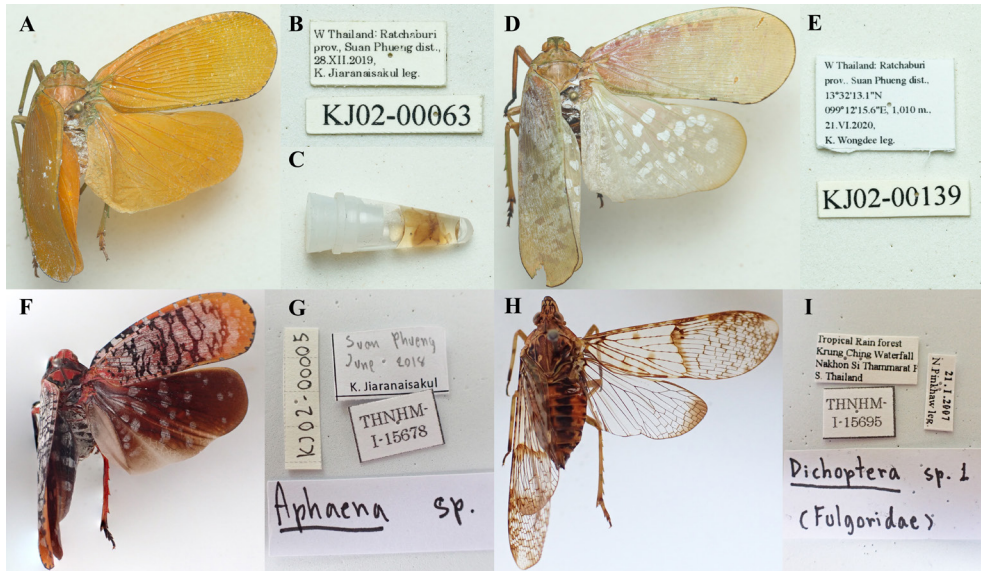 A
B
W Thailand: Ratchaburi
prov., Suan Phueng dist.,
28.XII.2019,
K. Jiaranaisakul leg.
KJ02-00063
C
D
E
W Thailand: Ratchaburi
prov., Suan Phueng dist.,
13°32'13.1"N
099°12'15.6"E, 1,010 m.,
21.VI.2020,
K. Wongdee leg.
KJ02-00139
F
G
KJ02-00005
Suan Phueng
June - 2018
K. Jiaranaisakul
THNHM-
I-15678
Aphaena sp.
H
I
Tropical Rain forest
Krung Ching Waterfall
Nakhon Si Thammarat P
S. Thailand
21.1.2007
N.Pinkhaw leg.
THNHM-
I-15695
Dichoptera sp. 1
(Fulgoridae)